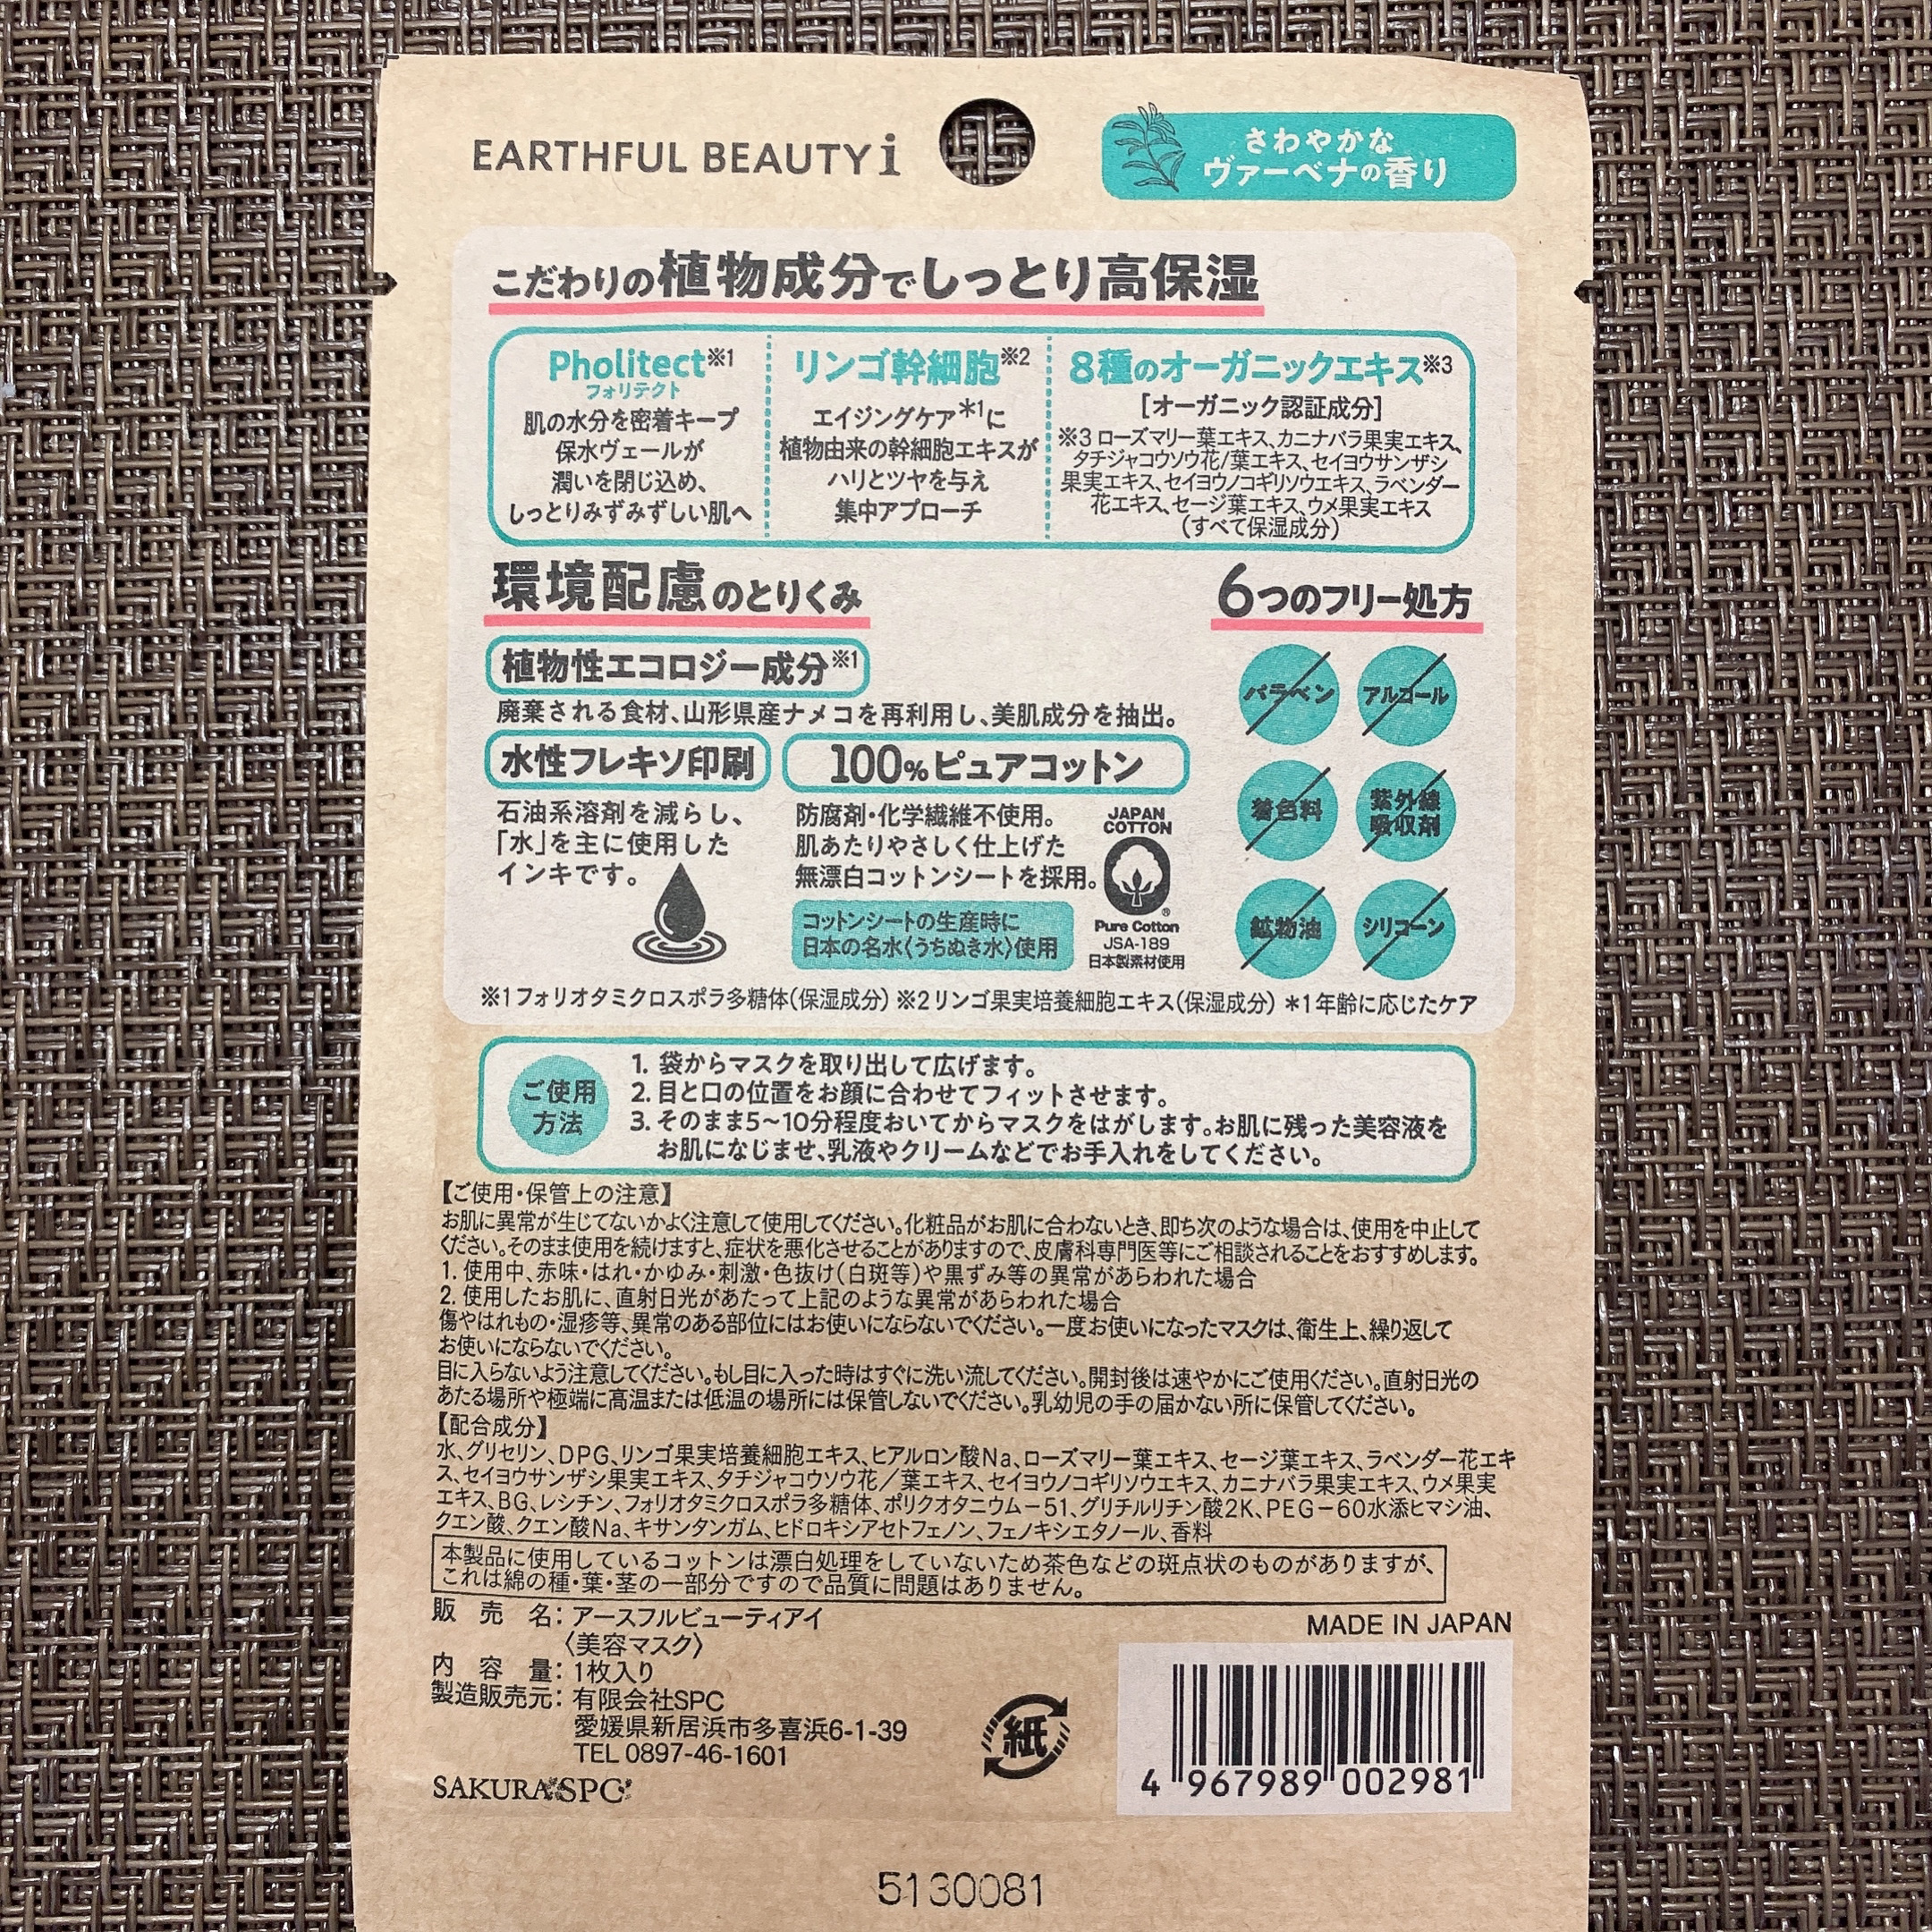 EARTHFUL BEAUTY i
さわやかな
ヴァーベナの香り
こだわりの植物成分でしっとり高保湿
Pholitect※1
フォリテクト
肌の水分を密着キープ
保水ヴェールが
潤いを閉じ込め、
しっとりみずみずしい肌へ
リンゴ幹細胞※2
エイジングケア＊1に
植物由来の幹細胞エキスが
ハリとツヤを与え
集中アプローチ
8種のオーガニックエキス※3
[オーガニック認証成分]
※3 ローズマリー葉エキス、カニナバラ果実エキス、
タチジャコウソウ花/葉エキス、セイヨウサンザシ
果実エキス、セイヨウノコギリソウエキス、ラベンダー
花エキス、セージ葉エキス、ウメ果実エキス
(すべて保湿成分)
環境配慮のとりくみ
植物性エコロジー成分※1
廃棄される食材、山形県産ナメコを再利用し、美肌成分を抽出。
水性フレキソ印刷
石油系溶剤を減らし、
「水」を主に使用した
インキです。
100%ピュアコットン
防腐剤・化学繊維不使用。
肌あたりやさしく仕上げた
無漂白コットンシートを採用。
コットンシートの生産時に
日本の名水〈うちぬき水〉使用
JAPAN
COTTON
®
Pure Cotton
JSA-189
日本製素材使用
6つのフリー処方
パラベン
アルコール
着色料
紫外線
吸収剤
鉱物油
シリコーン
※1フォリオタミクロスポラ多糖体(保湿成分) ※2リンゴ果実培養細胞エキス(保湿成分) ＊1年齢に応じたケア
ご使用
方法
1. 袋からマスクを取り出して広げます。
2. 目と口の位置をお顔に合わせてフィットさせます。
3. そのまま5〜10分程度おいてからマスクをはがします。お肌に残った美容液を
お肌になじませ、乳液やクリームなどでお手入れをしてください。
【ご使用・保管上の注意】
お肌に異常が生じてないかよく注意して使用してください。化粧品がお肌に合わないとき、即ち次のような場合は、使用を中止して
ください。そのまま使用を続けますと、症状を悪化させることがありますので、皮膚科専門医等にご相談されることをおすすめします。
1. 使用中、赤味・はれ・かゆみ・刺激・色抜け(白斑等)や黒ずみ等の異常があらわれた場合
2. 使用したお肌に、直射日光があたって上記のような異常があらわれた場合
傷やはれもの・湿疹等、異常のある部位にはお使いにならないでください。一度お使いになったマスクは、衛生上、繰り返して
お使いにならないでください。
目に入らないよう注意してください。もし目に入った時はすぐに洗い流してください。開封後は速やかにご使用ください。直射日光の
あたる場所や極端に高温または低温の場所には保管しないでください。乳幼児の手の届かない所に保管してください。
【配合成分】
水、グリセリン、DPG、リンゴ果実培養細胞エキス、ヒアルロン酸Na、ローズマリー葉エキス、セージ葉エキス、ラベンダー花エキ
ス、セイヨウサンザシ果実エキス、タチジャコウソウ花／葉エキス、セイヨウノコギリソウエキス、カニナバラ果実エキス、ウメ果実
エキス、BG、レシチン、フォリオタミクロスポラ多糖体、ポリクオタニウム－51、グリチルリチン酸2K、PEG－60水添ヒマシ油、
クエン酸、クエン酸Na、キサンタンガム、ヒドロキシアセトフェノン、フェノキシエタノール、香料
本製品に使用しているコットンは漂白処理をしていないため茶色などの斑点状のものがありますが、
これは綿の種・葉・茎の一部分ですので品質に問題はありません。
販売名：アースフルビューティアイ
〈美容マスク〉
内容量：1枚入り
製造販売元：有限会社SPC
愛媛県新居浜市多喜浜6-1-39
TEL 0897-46-1601
SAKURA SPC
紙
MADE IN JAPAN
4 967989 002981
5130081